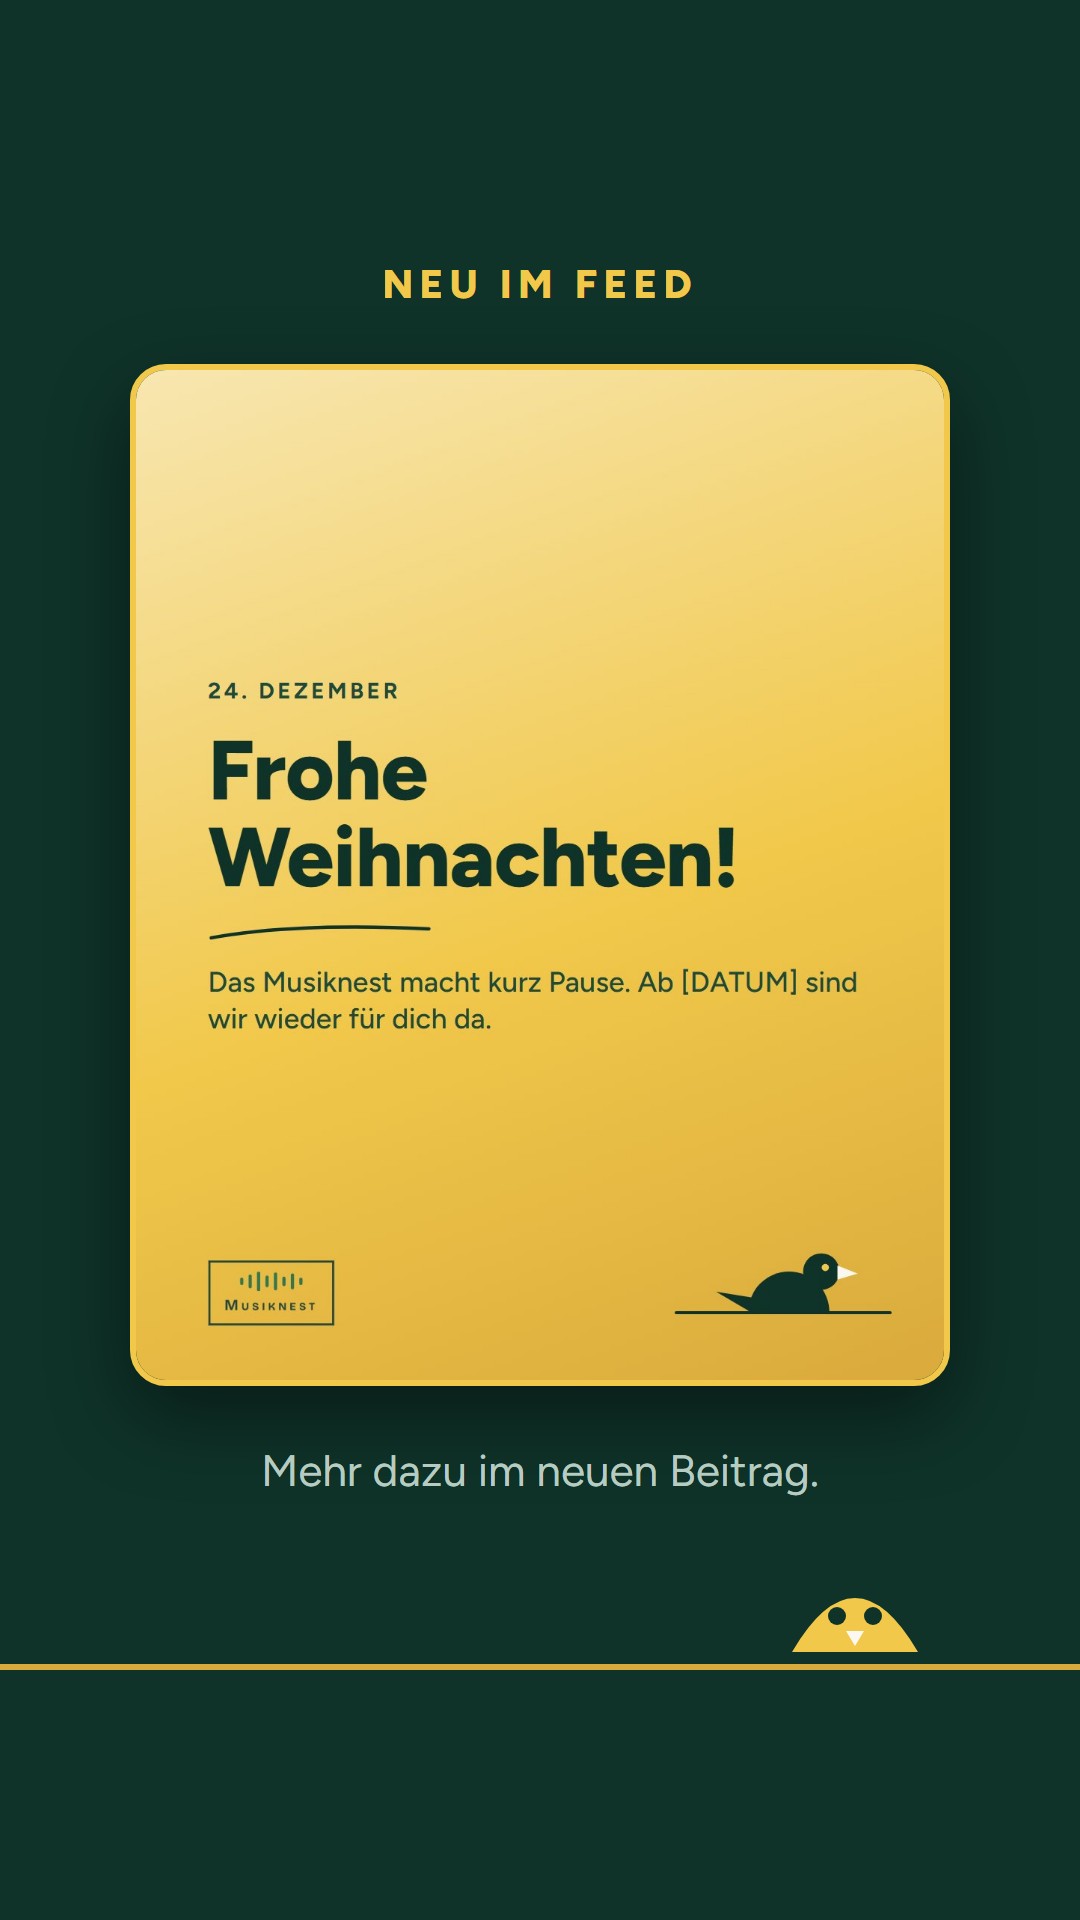 NEU IM FEED
24. DEZEMBER
Frohe
Weihnachten!
Das Musiknest macht kurz Pause. Ab [DATUM] sind
wir wieder für dich da.
MUSIKNEST
Mehr dazu im neuen Beitrag.